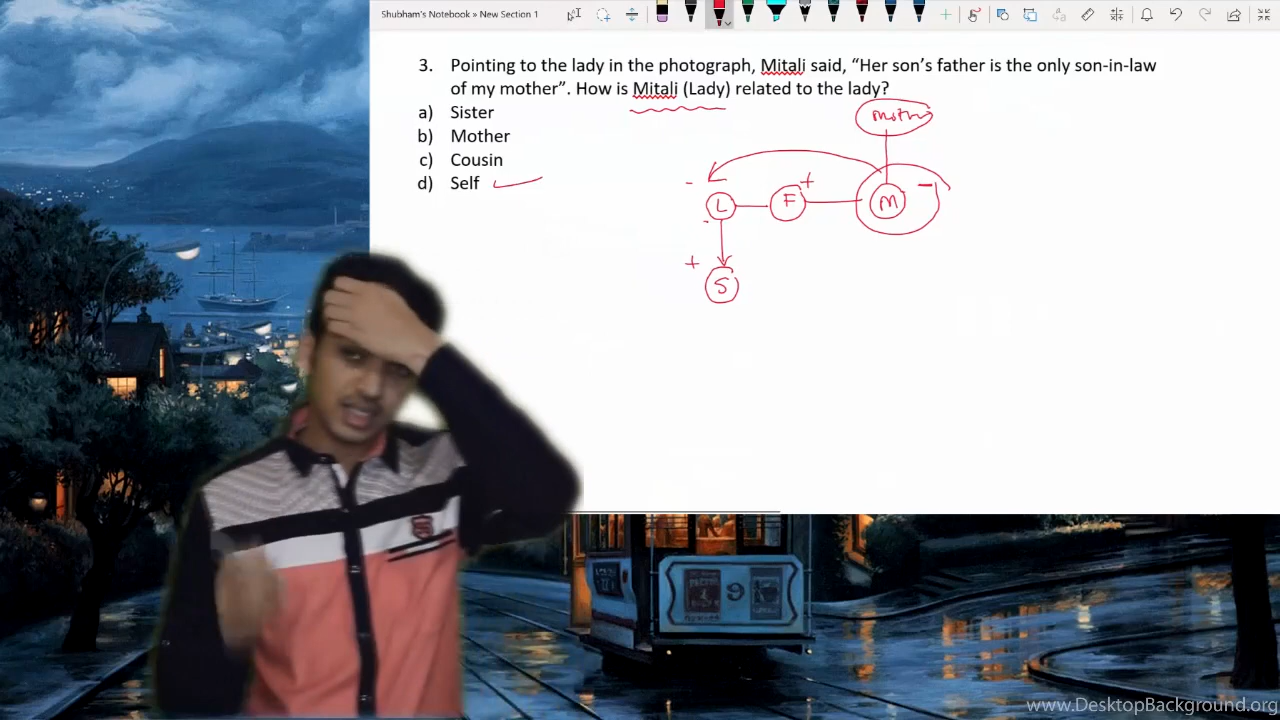 Shubham's Notebook » New Section 1
3. Pointing to the lady in the photograph, Mitali said, “Her son’s father is the only son-in-law
of my mother”. How is Mitali (Lady) related to the lady?
a) Sister
b) Mother
c) Cousin
d) Self
mother
- L F + M -
+ S
9
www.DesktopBackground.org